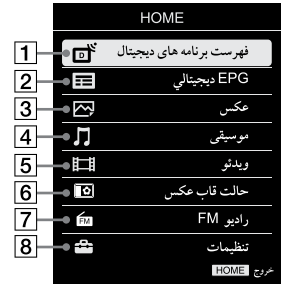 HOME
1 فهرست برنامه های دیجیتال
2 EPG ديجيتالي
3 عکس
4 موسیقی
5 ویدئو
6 حالت قاب عکس
7 رادیو FM
8 تنظیمات
خروج HOME